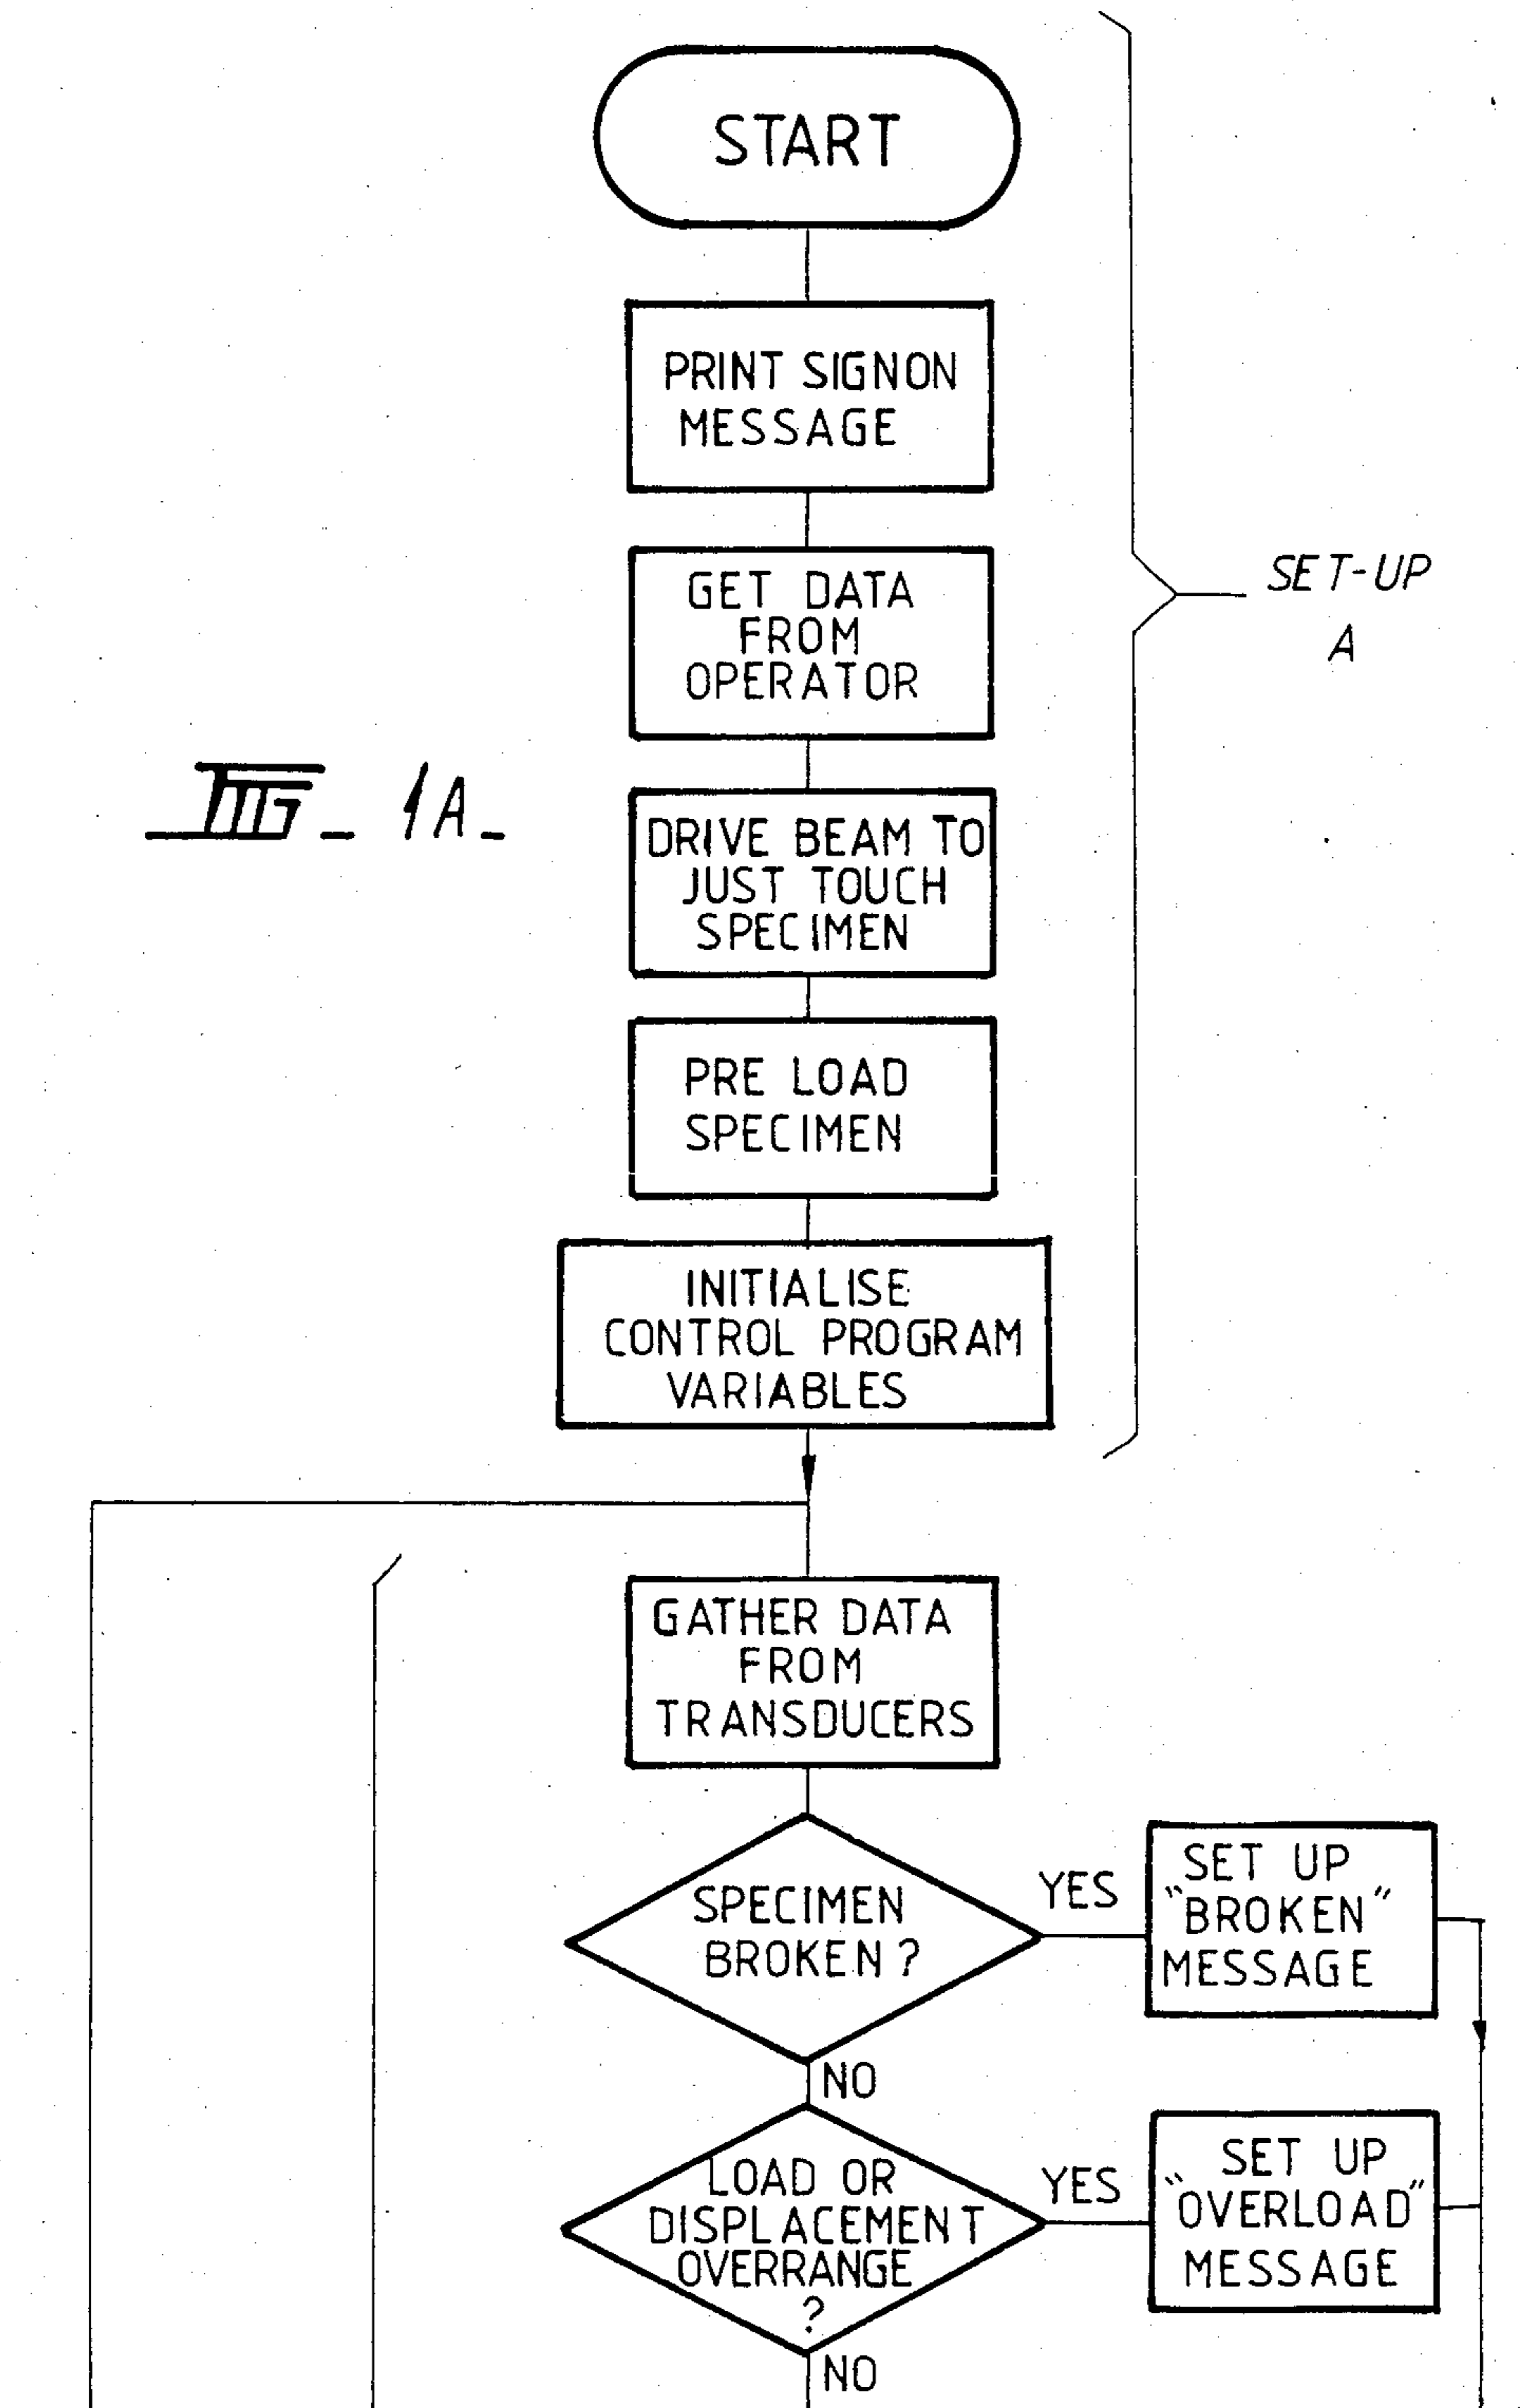 START
PRINT SIGNON
MESSAGE
GET DATA
FROM
OPERATOR
SET-UP
A
FIG_1A_
DRIVE BEAM TO
JUST TOUCH
SPECIMEN
PRE LOAD
SPECIMEN
INITIALISE
CONTROL PROGRAM
VARIABLES
GATHER DATA
FROM
TRANSDUCERS
SPECIMEN
BROKEN ?
YES
SET UP
"BROKEN"
MESSAGE
NO
LOAD OR
DISPLACEMENT
OVERRANGE
?
YES
SET UP
"OVERLOAD"
MESSAGE
NO